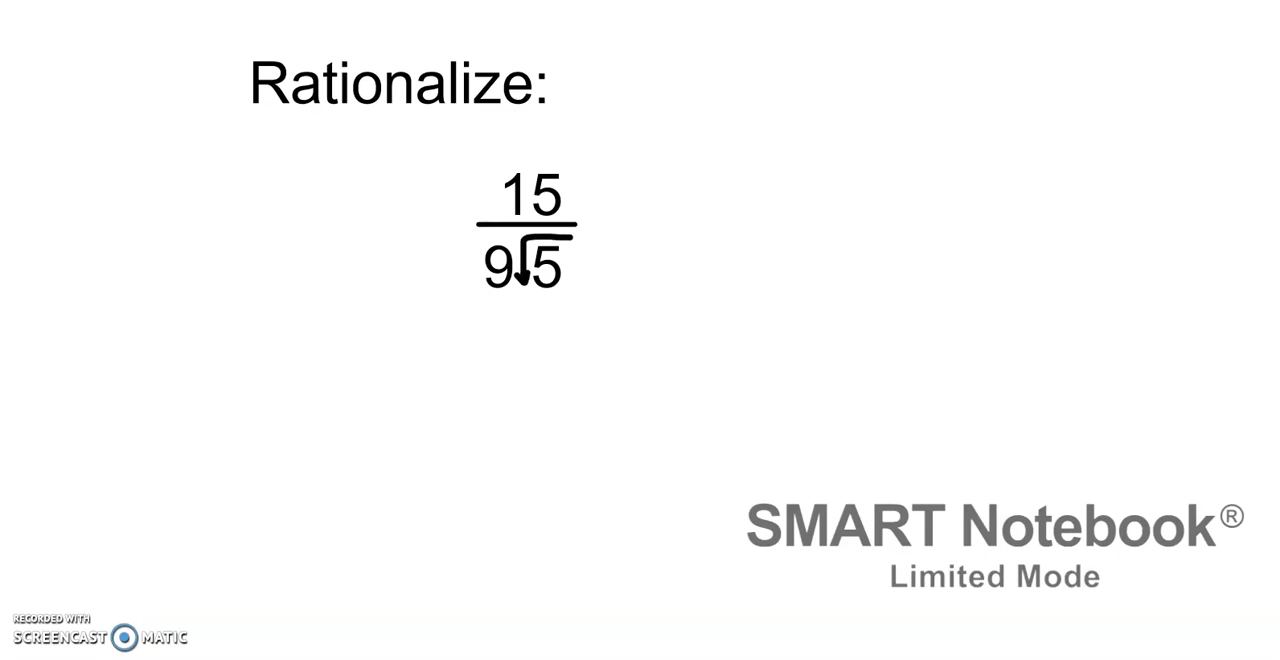 Rationalize:
15
9√5
SMART Notebook®
Limited Mode
RECORDED WITH
SCREENCAST MATIC